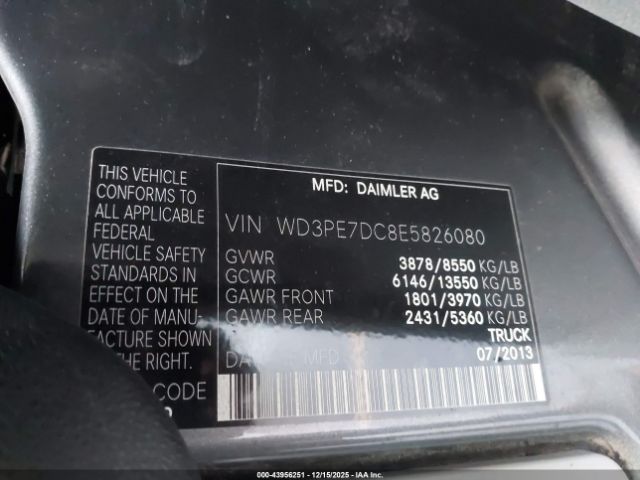 THIS VEHICLE
CONFORMS TO
ALL APPLICABLE
FEDERAL
VEHICLE SAFETY
STANDARDS IN
EFFECT ON THE
DATE OF MANU-
FACTURE SHOWN
THE RIGHT.
CODE
MFD: DAIMLER AG
VIN WD3PE7DC8E5826080
GVWR 3878/8550 KG/LB
GCWR 6146/13550 KG/LB
GAWR FRONT 1801/3970 KG/LB
GAWR REAR 2431/5360 KG/LB
TRUCK
MFD 07/2013
000-43956251 - 12/15/2025 - IAAI.COM